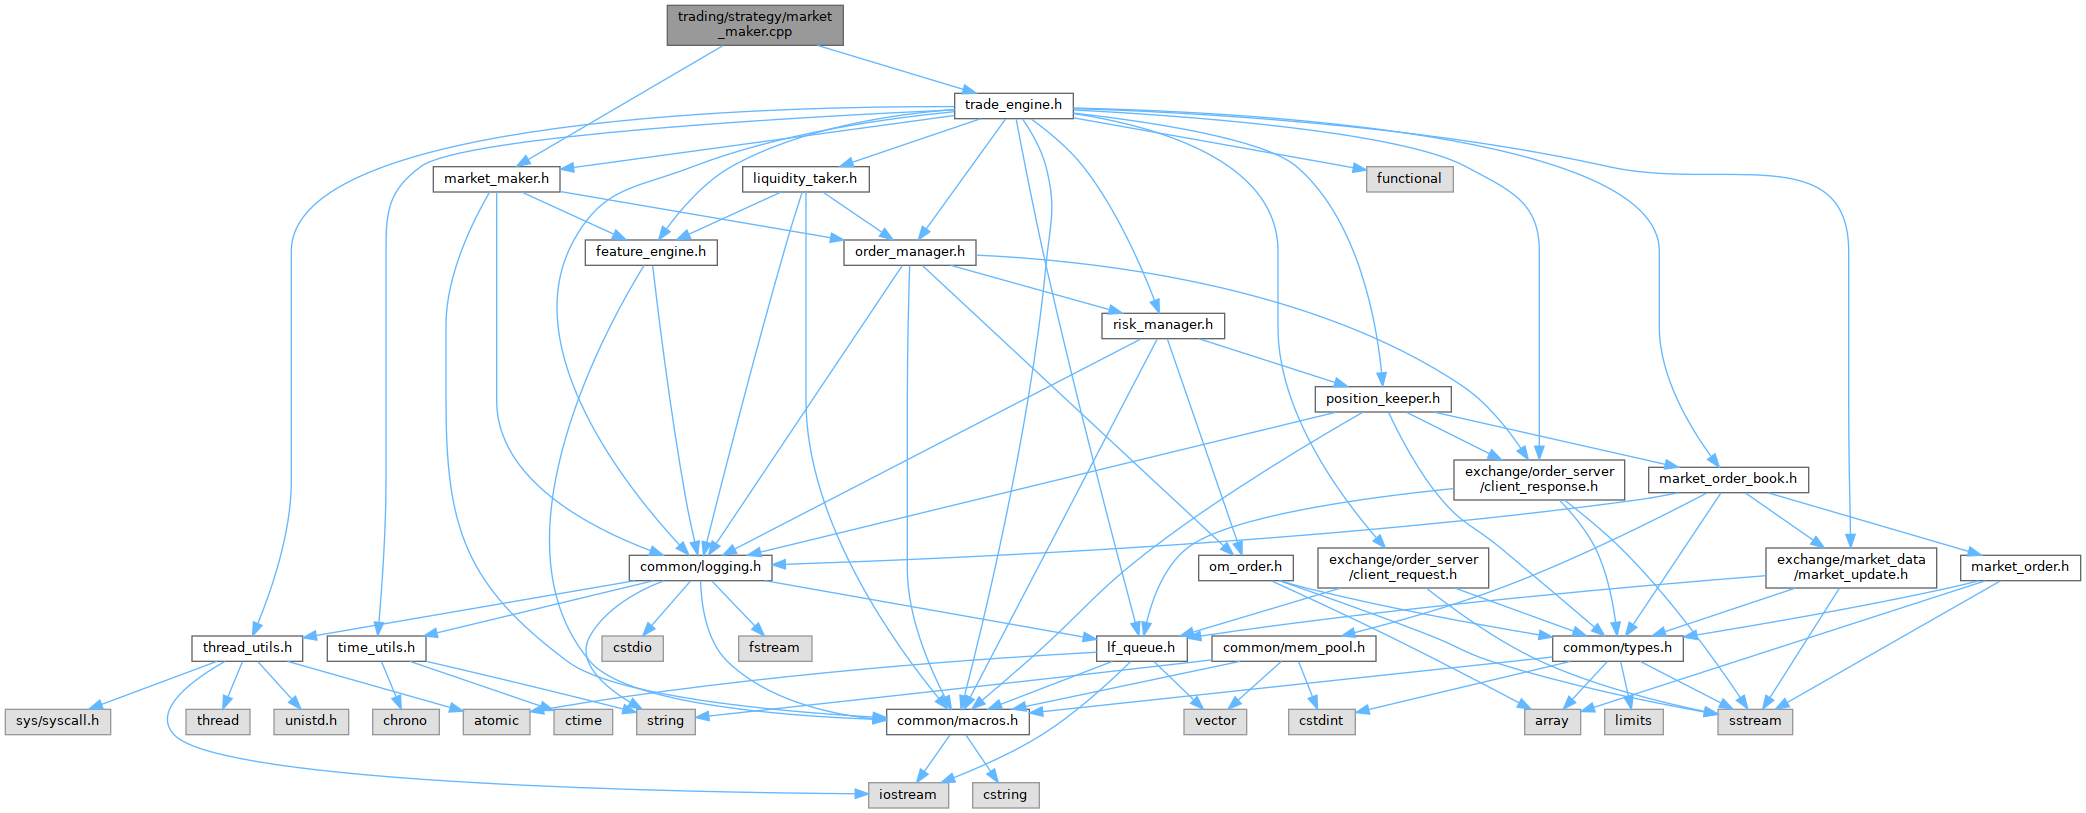 trading/strategy/market
_maker.cpp
trade_engine.h
market_maker.h
liquidity_taker.h
functional
feature_engine.h
order_manager.h
risk_manager.h
position_keeper.h
exchange/order_server
/client_response.h
market_order_book.h
common/logging.h
om_order.h
exchange/order_server
/client_request.h
exchange/market_data
/market_update.h
market_order.h
thread_utils.h
time_utils.h
cstdio
fstream
lf_queue.h
common/mem_pool.h
common/types.h
sys/syscall.h
thread
unistd.h
chrono
atomic
ctime
string
common/macros.h
vector
cstdint
array
limits
sstream
iostream
cstring